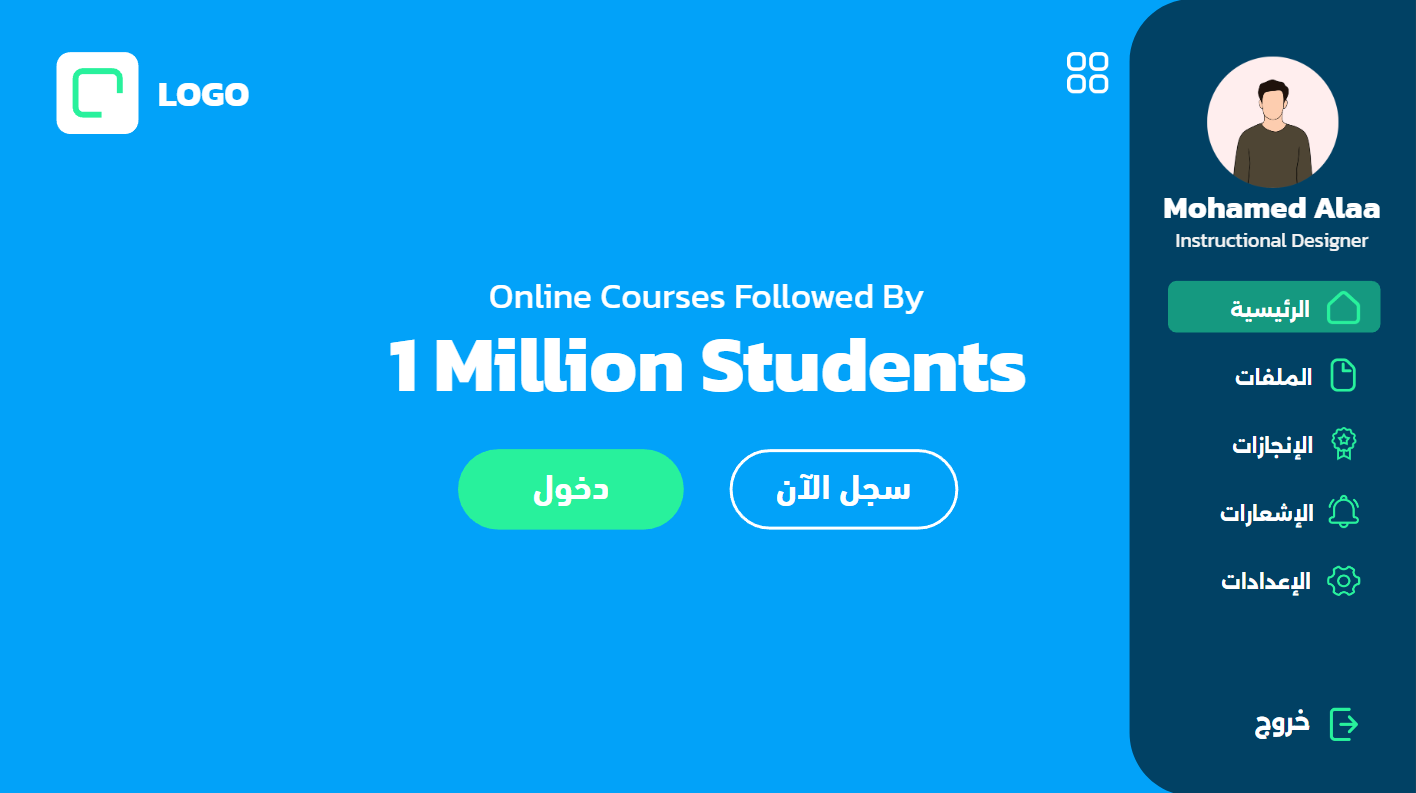 LOGO
Online Courses Followed By
1 Million Students
دخول
سجل الآن
Mohamed Alaa
Instructional Designer
الرئيسية
الملفات
الإنجازات
الإشعارات
الإعدادات
خروج